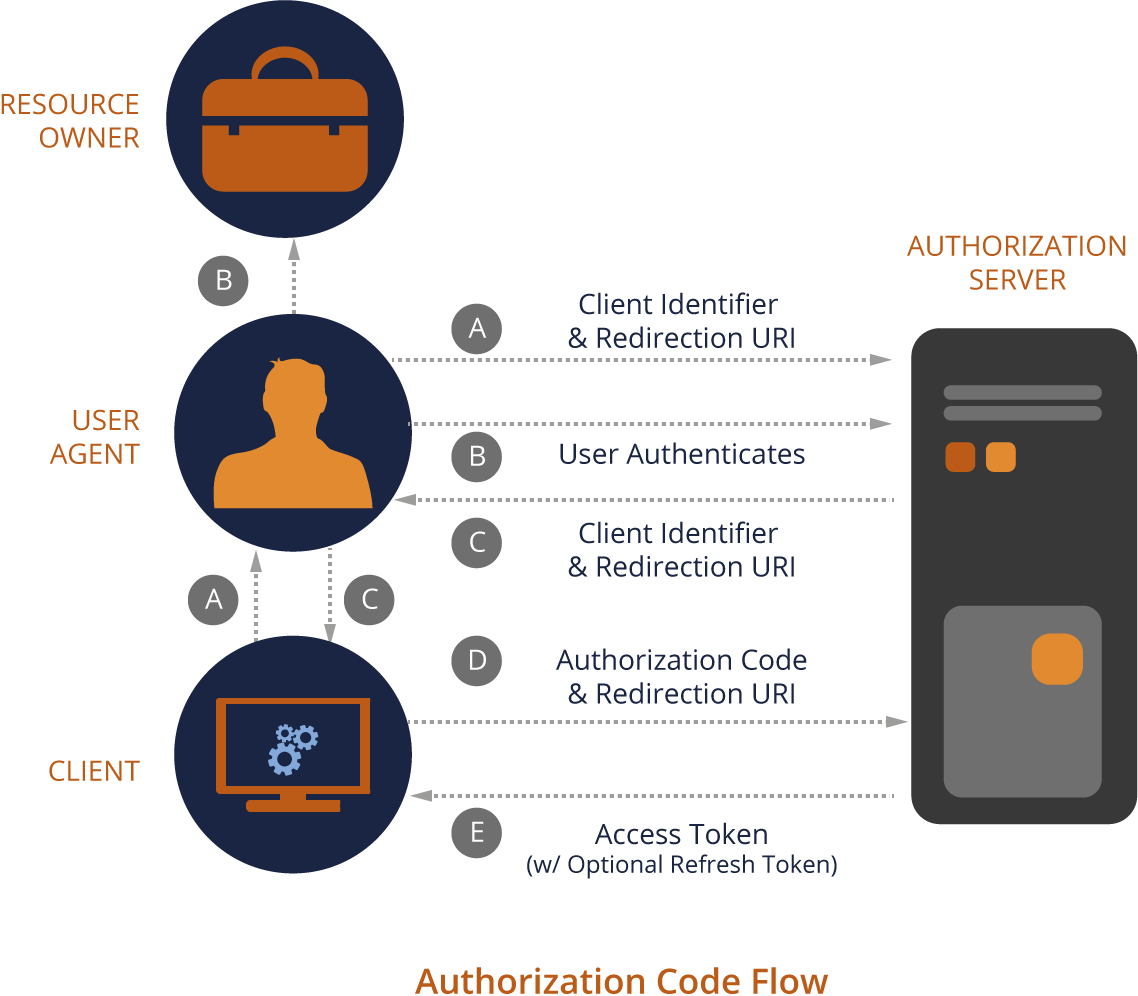 RESOURCE
OWNER
B
AUTHORIZATION
SERVER
A
Client Identifier
& Redirection URI
USER
AGENT
B
User Authenticates
C
Client Identifier
& Redirection URI
A
C
D
Authorization Code
& Redirection URI
CLIENT
E
Access Token
(w/ Optional Refresh Token)
Authorization Code Flow